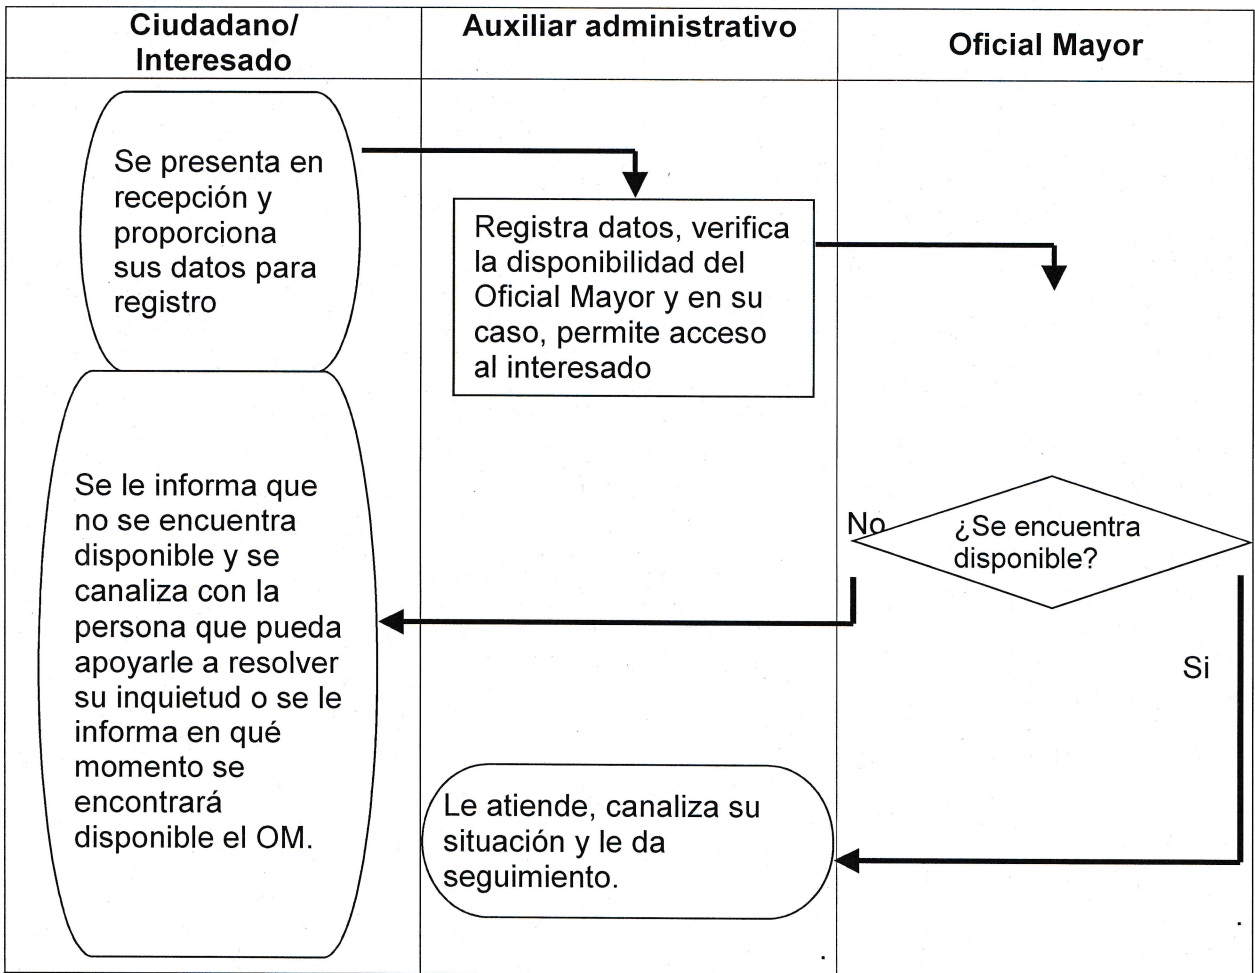 Ciudadano/
Interesado
Auxiliar administrativo
Oficial Mayor
Se presenta en
recepción y
proporciona
sus datos para
registro
Registra datos, verifica
la disponibilidad del
Oficial Mayor y en su
caso, permite acceso
al interesado
Se le informa que
no se encuentra
disponible y se
canaliza con la
persona que pueda
apoyarle a resolver
su inquietud o se le
informa en qué
momento se
encontrará
disponible el OM.
No
¿Se encuentra
disponible?
Si
Le atiende, canaliza su
situación y le da
seguimiento.